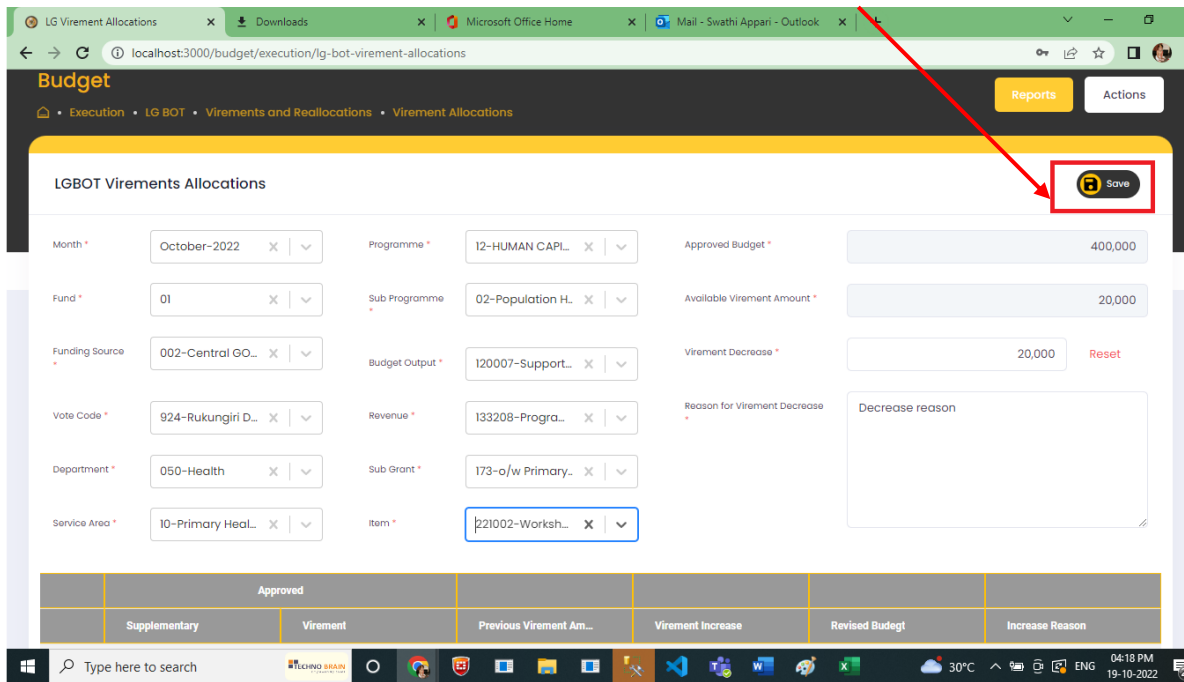 LG Virement Allocations
Downloads
Microsoft Office Home
Mail - Swathi Appari - Outlook
localhost:3000/budget/execution/lg-bot-virement-allocations
Budget
Reports
Actions
• Execution • LG BOT • Virements and Reallocations • Virement Allocations
LGBOT Virements Allocations
Save
Month * October-2022
Programme * 12-HUMAN CAPI...
Approved Budget * 400,000
Fund * 01
Sub Programme * 02-Population H..
Available Virement Amount * 20,000
Funding Source * 002-Central GO...
Budget Output * 120007-Support...
Virement Decrease * 20,000 Reset
Vote Code * 924-Rukungiri D...
Revenue * 133208-Progra...
Reason for Virement Decrease * Decrease reason
Department * 050-Health
Sub Grant * 173-o/w Primary..
Service Area * 10-Primary Heal...
Item * 221002-Worksh...
Approved
Supplementary Virement Previous Virement Am... Virement Increase Revised Budegt Increase Reason
Type here to search
TECHNO BRAIN
30°C
ENG
04:18 PM
19-10-2022